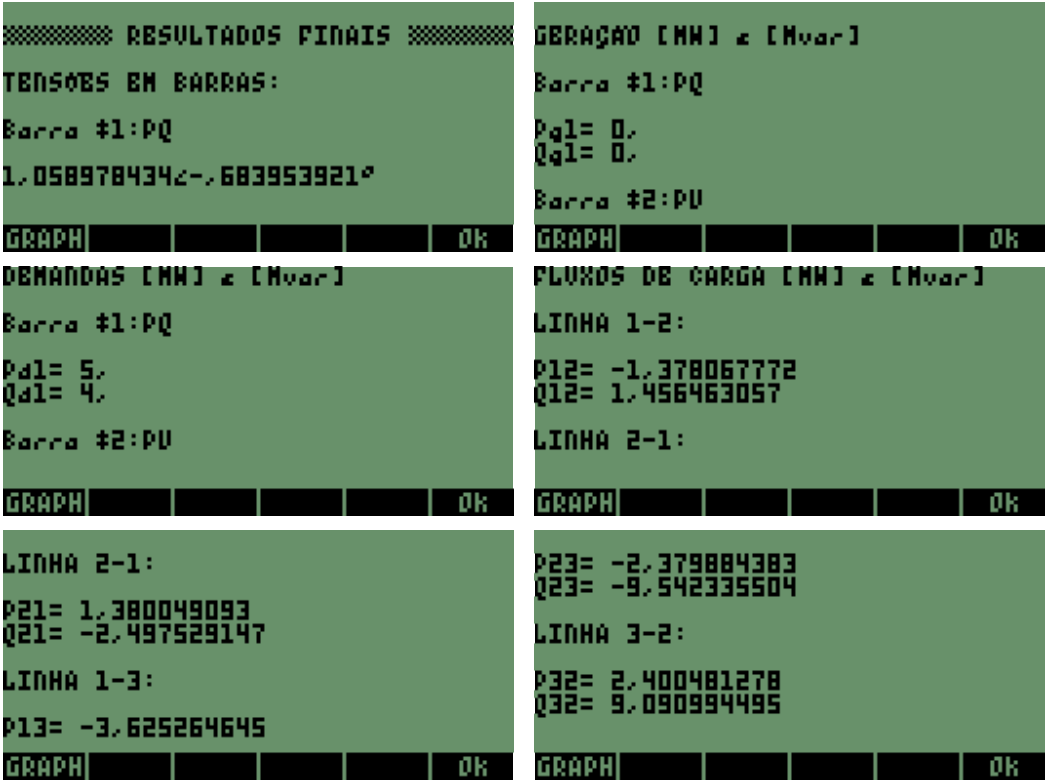 RESULTADOS FINAIS
TENSÕES EM BARRAS:
Barra #1:PQ
1,058978434∠-,683953921°
GRAPH
OK
GERAÇAO [MW] e [Mvar]
Barra #1:PQ
Pg1= 0,
Qg1= 0,
Barra #2:PV
GRAPH
OK
DEMANDAS [MW] e [Mvar]
Barra #1:PQ
Pd1= 5,
Qd1= 4,
Barra #2:PV
GRAPH
OK
FLUXOS DE CARGA [MW] e [Mvar]
LINHA 1-2:
P12= -1,378067772
Q12= 1,456463057
LINHA 2-1:
GRAPH
OK
LINHA 2-1:
P21= 1,380049093
Q21= -2,497529147
LINHA 1-3:
P13= -3,625264645
GRAPH
OK
P23= -2,379884383
Q23= -9,542335504
LINHA 3-2:
P32= 2,400481278
Q32= 9,090994495
GRAPH
OK